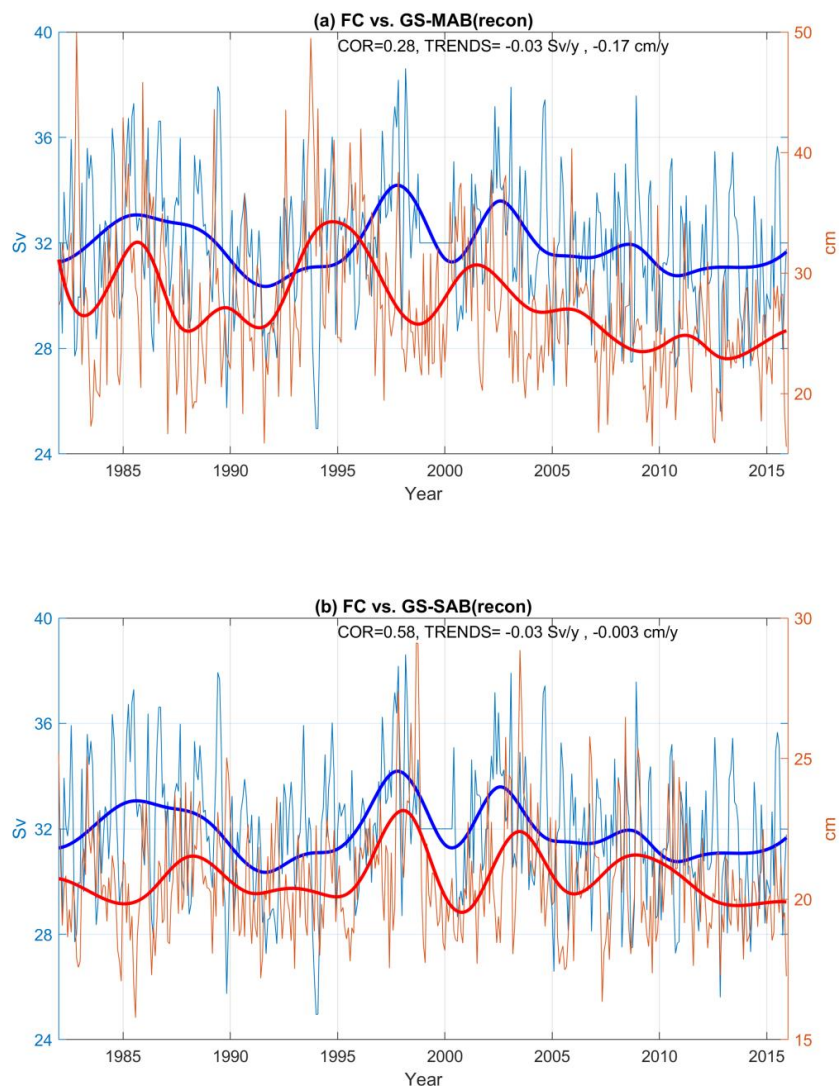 (a) FC vs. GS-MAB(recon)
COR=0.28, TRENDS= -0.03 Sv/y , -0.17 cm/y
40
36
32
28
24
Sv
50
40
30
20
cm
1985 1990 1995 2000 2005 2010 2015
Year
(b) FC vs. GS-SAB(recon)
COR=0.58, TRENDS= -0.03 Sv/y , -0.003 cm/y
40
36
32
28
24
Sv
30
25
20
15
cm
1985 1990 1995 2000 2005 2010 2015
Year